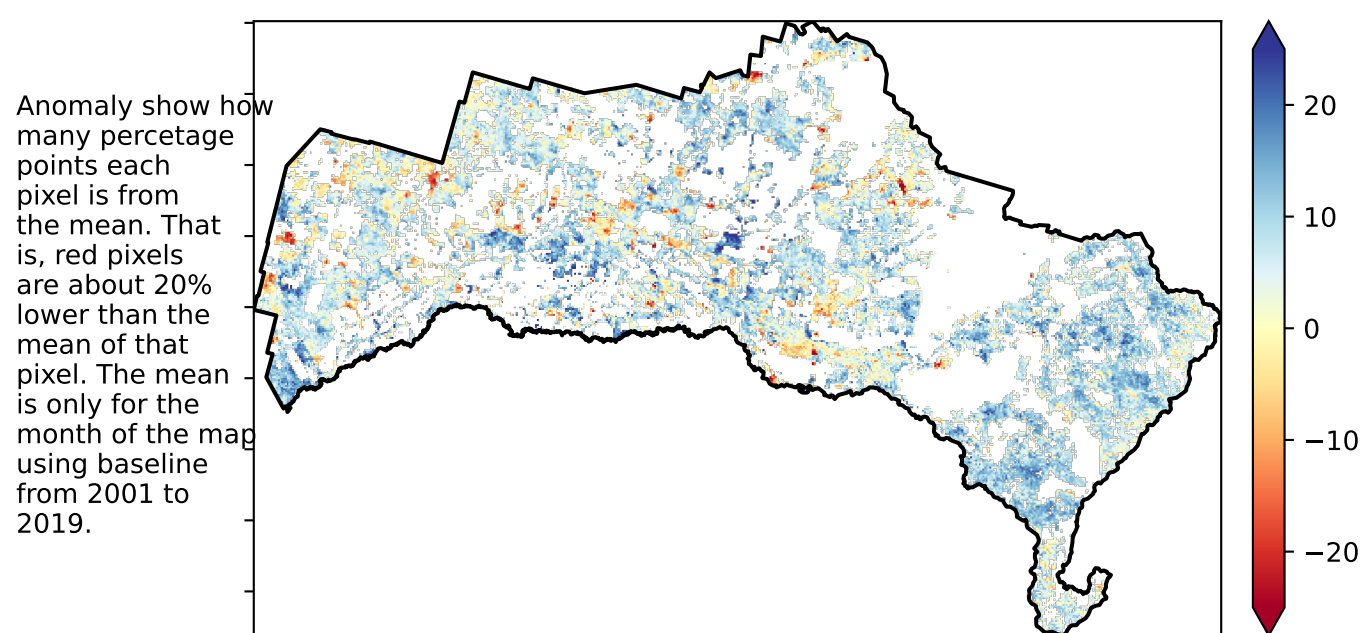 Anomaly show how
many percetage
points each
pixel is from
the mean. That
is, red pixels
are about 20%
lower than the
mean of that
pixel. The mean
is only for the
month of the map
using baseline
from 2001 to
2019.
20
10
0
−10
−20